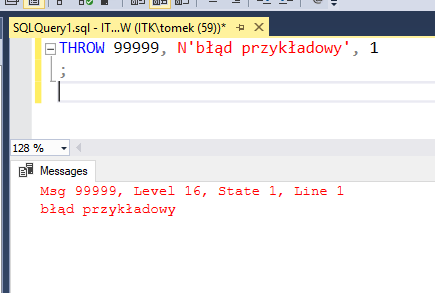 SQLQuery1.sql - IT...W (ITK\tomek (59))*
THROW 99999, N'błąd przykładowy', 1
;
128 %
Messages
Msg 99999, Level 16, State 1, Line 1
błąd przykładowy